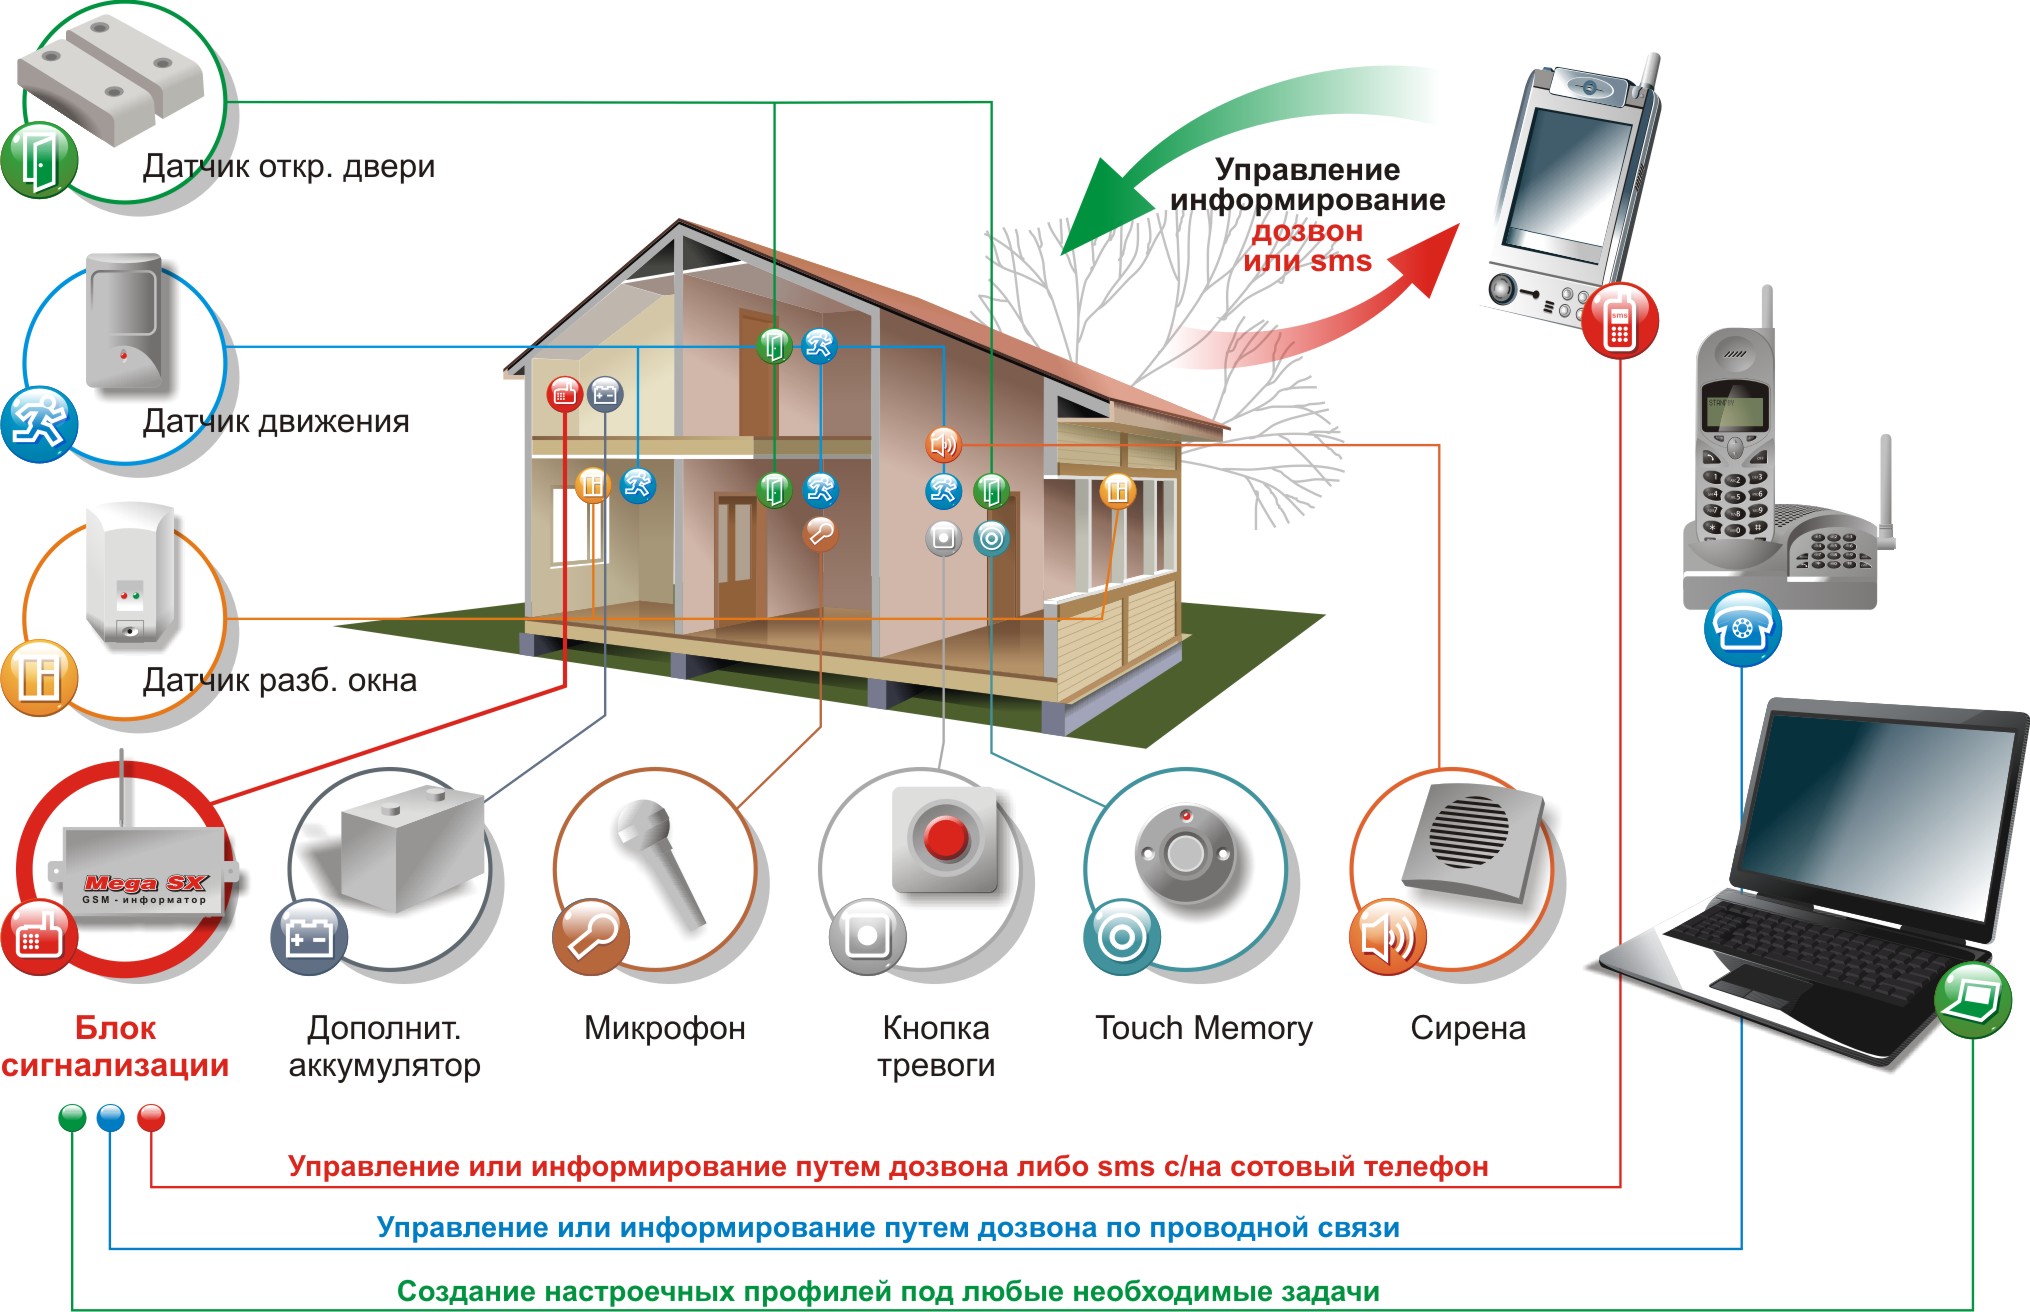 Датчик откр. двери
Управление
информирование
дозвон
или sms
sms
Датчик движения
STANDBY
Датчик разб. окна
Mega SX
GSM - информатор
Блок
сигнализации
Дополнит.
аккумулятор
Микрофон
Кнопка
тревоги
Touch Memory
Сирена
Управление или информирование путем дозвона либо sms с/на сотовый телефон
Управление или информирование путем дозвона по проводной связи
Создание настроечных профилей под любые необходимые задачи